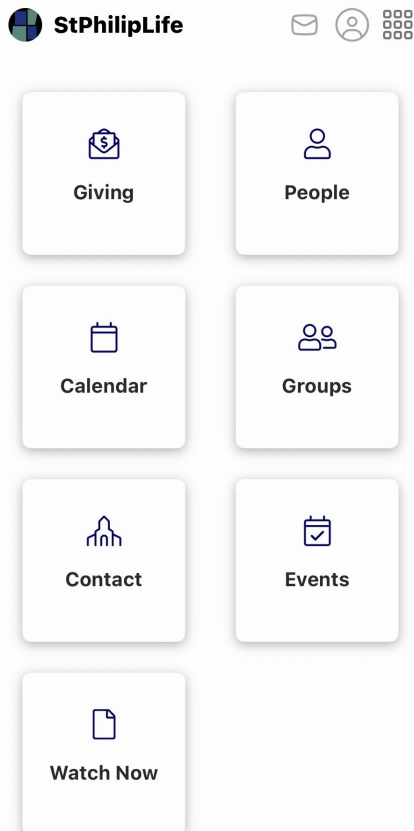 StPhilipLife
Giving
People
Calendar
Groups
Contact
Events
Watch Now